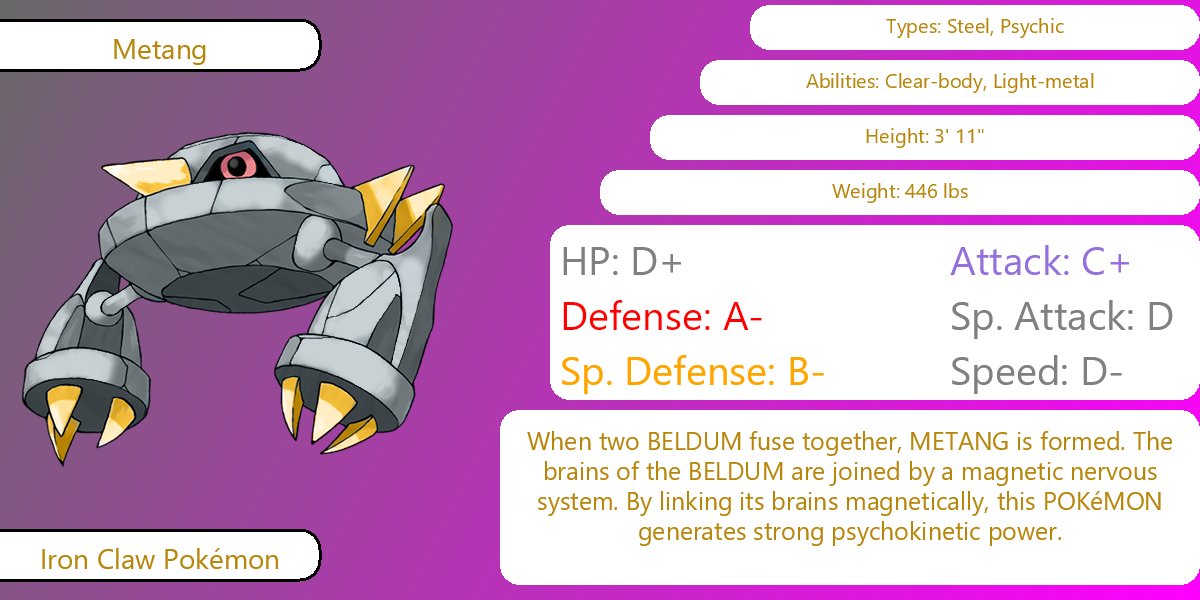 Metang
Types: Steel, Psychic
Abilities: Clear-body, Light-metal
Height: 3' 11"
Weight: 446 lbs
HP: D+
Attack: C+
Defense: A-
Sp. Attack: D
Sp. Defense: B-
Speed: D-
When two BELDUM fuse together, METANG is formed. The
brains of the BELDUM are joined by a magnetic nervous
system. By linking its brains magnetically, this POKéMON
generates strong psychokinetic power.
Iron Claw Pokémon